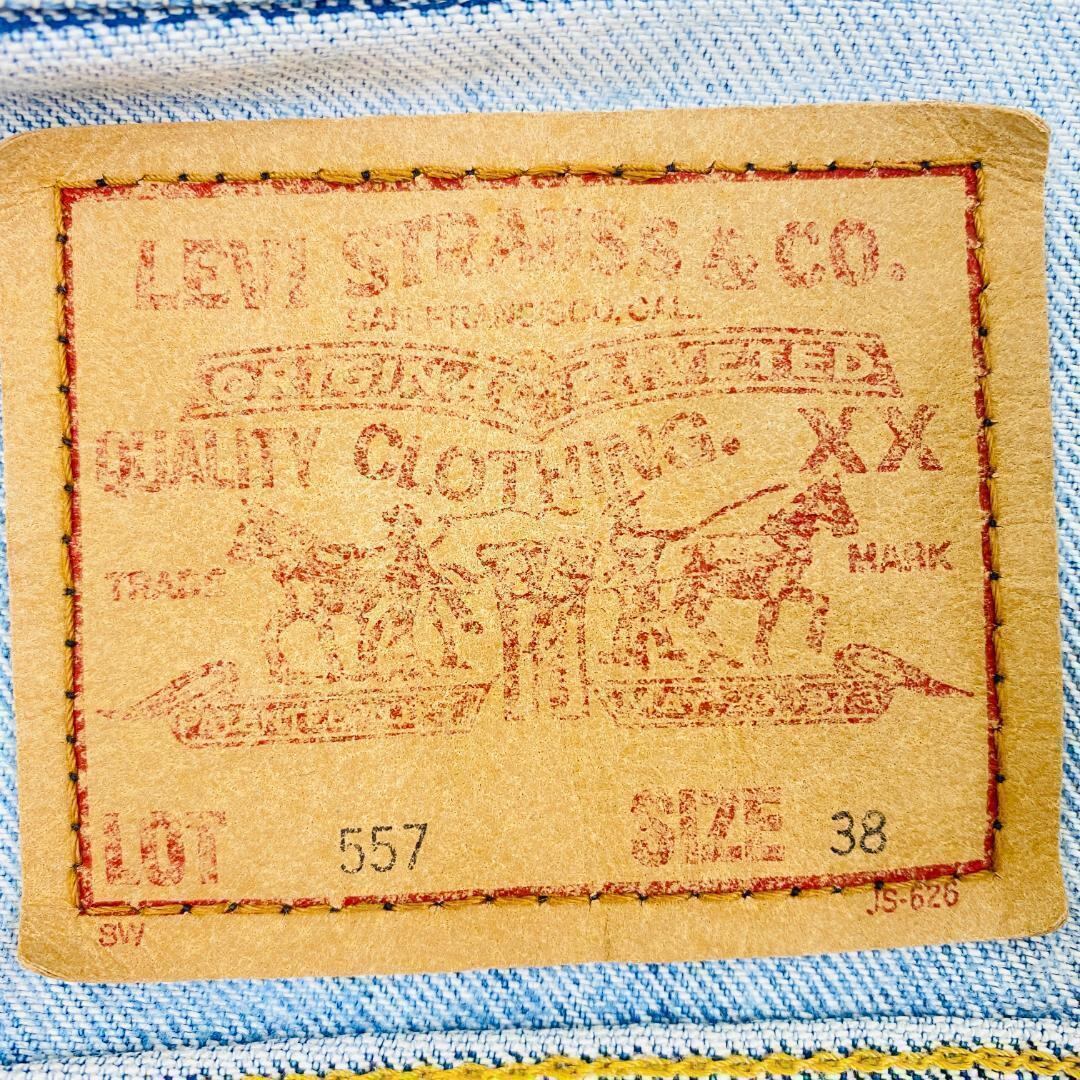 LEVI STRAUSS & CO.
SAN FRANCISCO, CAL.
ORIGINAL RIVETED
QUALITY CLOTHING. XX
TRADE MARK
LOT 557 SIZE 38
SW JS-626